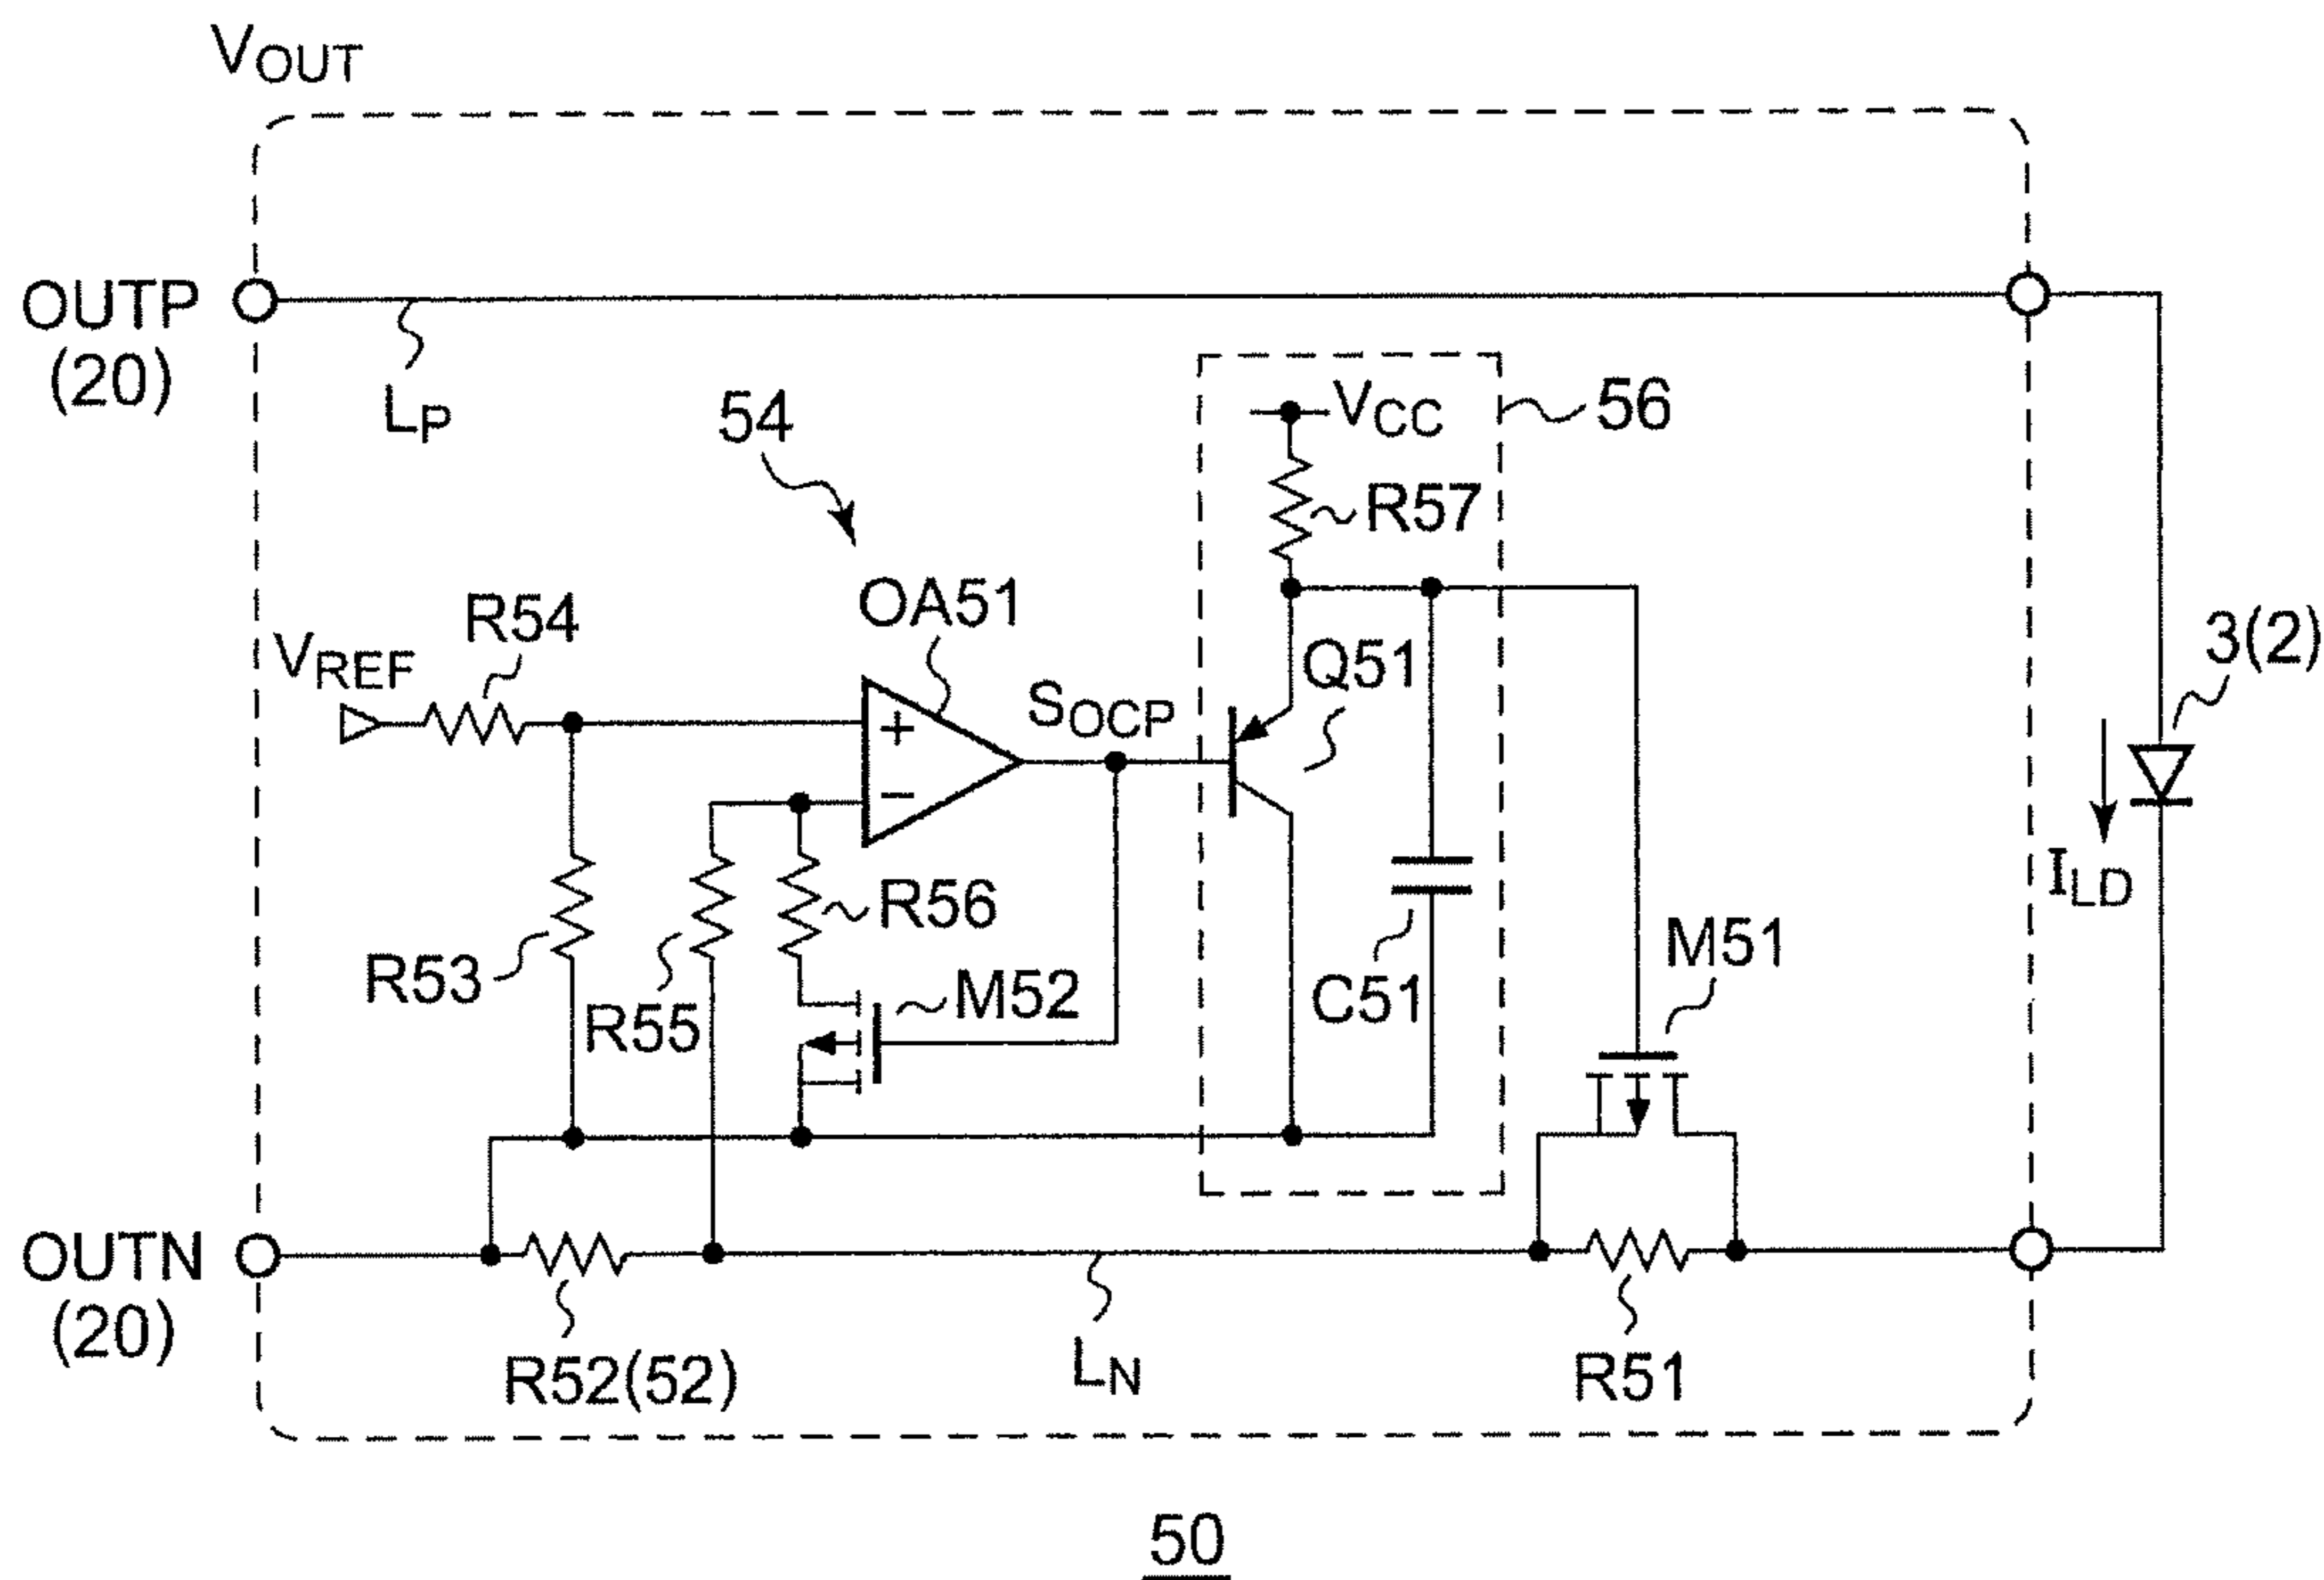 VOUT
OUTP
(20)
LP
54
VCC
56
R57
R54
OA51
VREF
Q51
SOCP
3(2)
+
−
R56
ILD
R53
R55
M52
C51
M51
OUTN
(20)
R52(52)
LN
R51
50